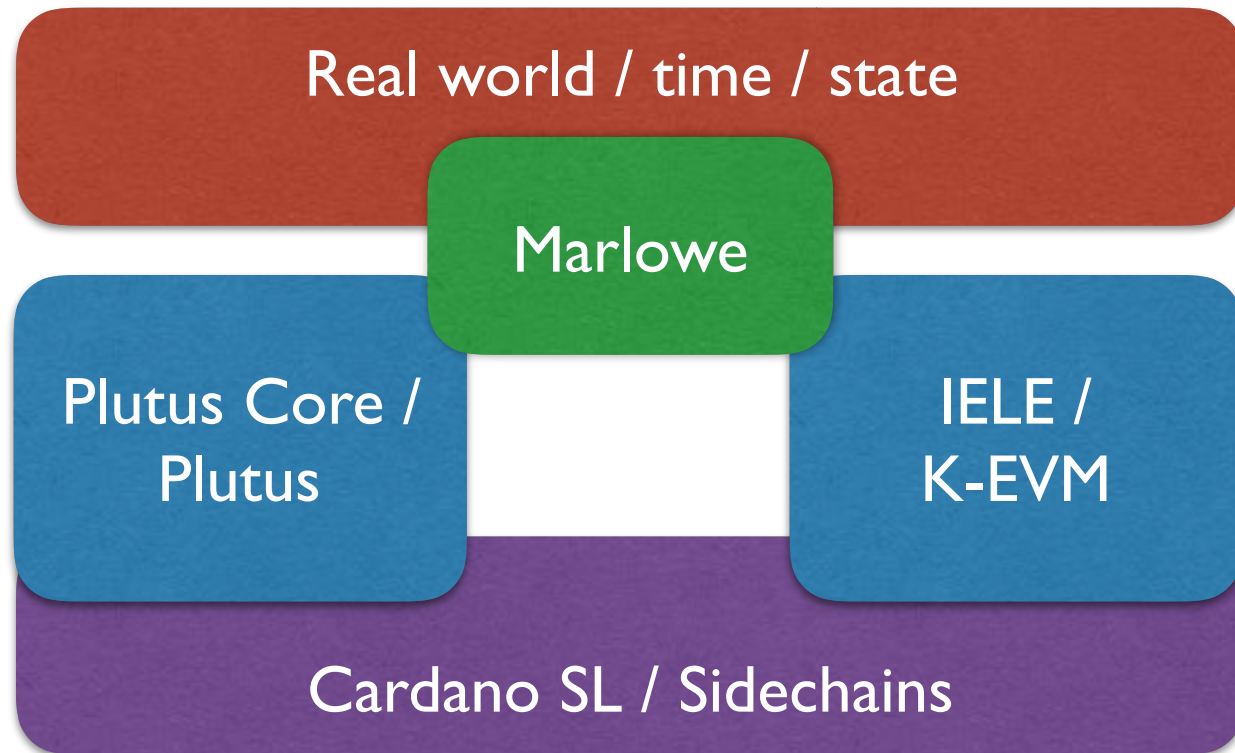 Real world / time / state
Marlowe
Plutus Core /
Plutus
IELE /
K-EVM
Cardano SL / Sidechains